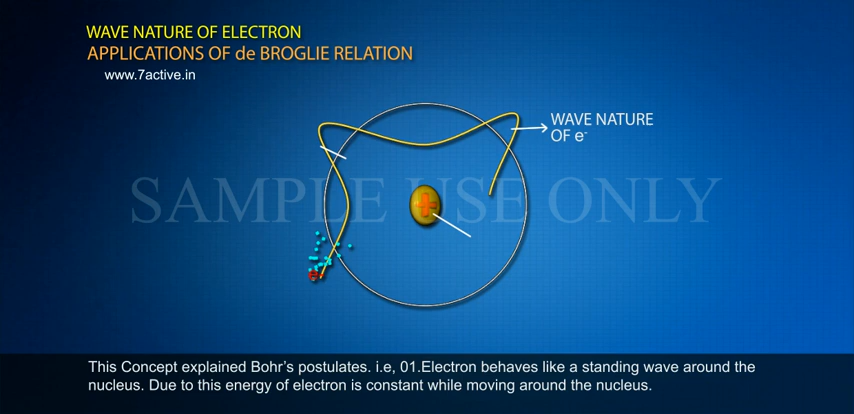 WAVE NATURE OF ELECTRON
APPLICATIONS OF de BROGLIE RELATION
www.7active.in
WAVE NATURE
OF e-
SAMPLE USE ONLY
+
e-
This Concept explained Bohr's postulates. i.e, 01.Electron behaves like a standing wave around the
nucleus. Due to this energy of electron is constant while moving around the nucleus.